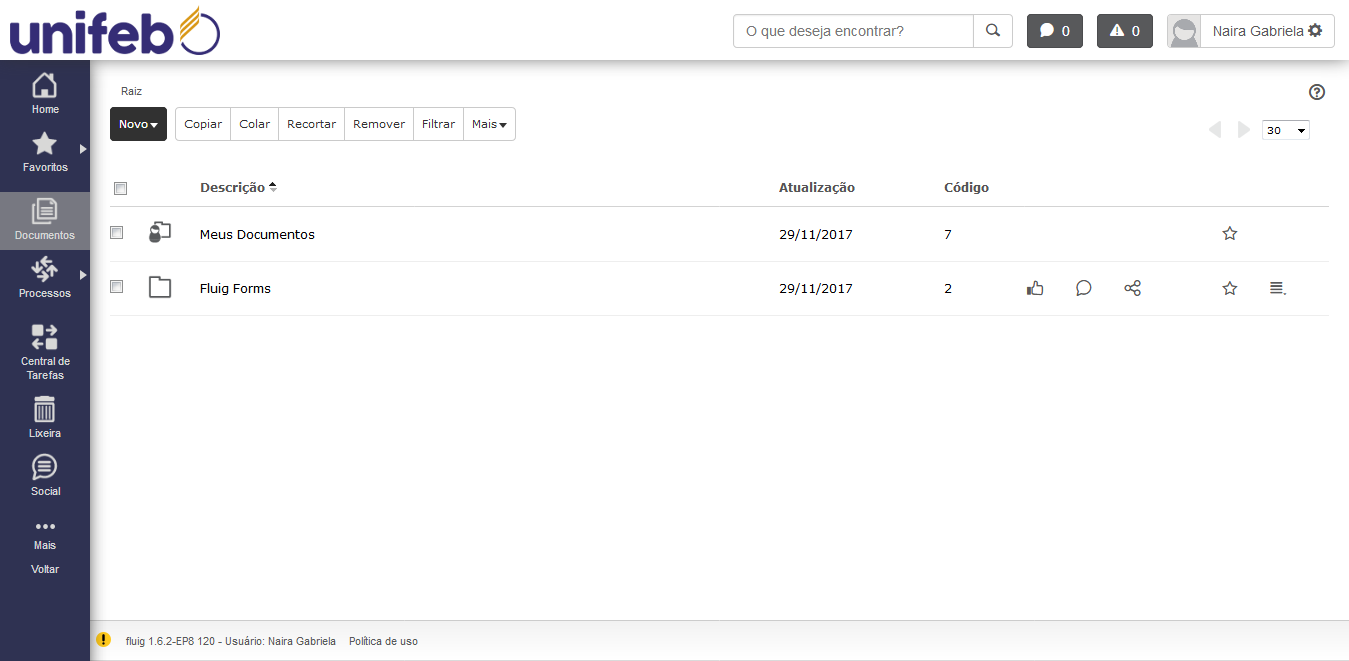 unifeb
O que deseja encontrar?
0
0
Naira Gabriela
Home
Favoritos
Documentos
Processos
Central de
Tarefas
Lixeira
Social
Mais
Voltar
Raiz
Novo Copiar Colar Recortar Remover Filtrar Mais
30
Descrição Atualização Código
Meus Documentos 29/11/2017 7
Fluig Forms 29/11/2017 2
fluig 1.6.2-EP8 120 - Usuário: Naira Gabriela Política de uso